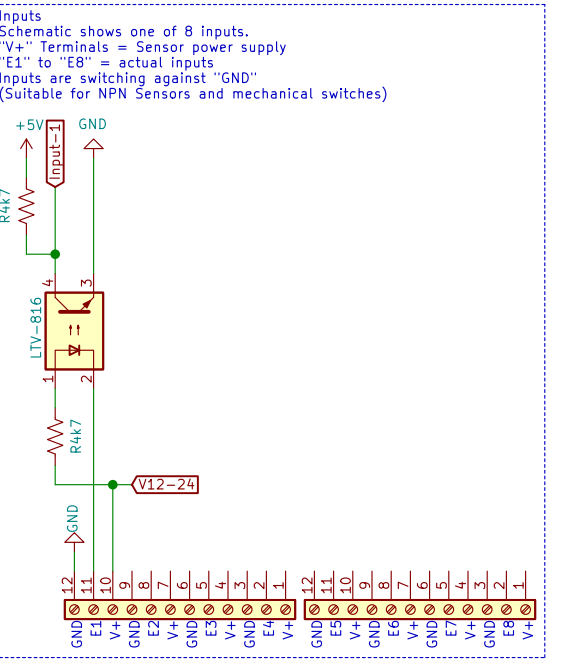 Inputs
Schematic shows one of 8 inputs.
"V+" Terminals = Sensor power supply
"E1" to "E8" = actual inputs
Inputs are switching against "GND"
(Suitable for NPN Sensors and mechanical switches)
+5V
Input-1
GND
R4k7
4
3
LTV-816
1
2
R4k7
V12-24
GND
12 11 10 9 8 7 6 5 4 3 2 1
12 11 10 9 8 7 6 5 4 3 2 1
GND E1 V+ GND E2 V+ GND E3 V+ GND E4 V+
GND E5 V+ GND E6 V+ GND E7 V+ GND E8 V+